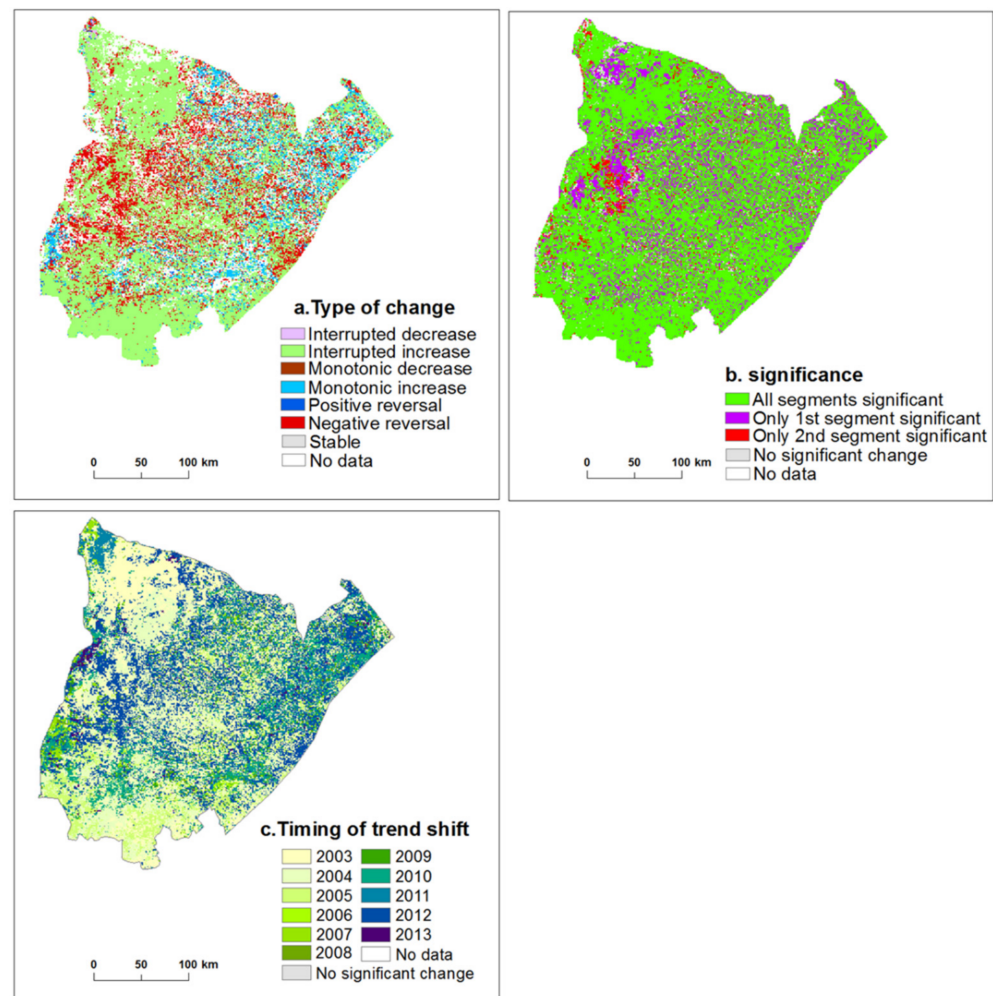 a.Type of change
Interrupted decrease
Interrupted increase
Monotonic decrease
Monotonic increase
Positive reversal
Negative reversal
Stable
No data
0 50 100 km
b. significance
All segments significant
Only 1st segment significant
Only 2nd segment significant
No significant change
No data
0 50 100 km
c.Timing of trend shift
2003 2009
2004 2010
2005 2011
2006 2012
2007 2013
2008 No data
No significant change
0 50 100 km